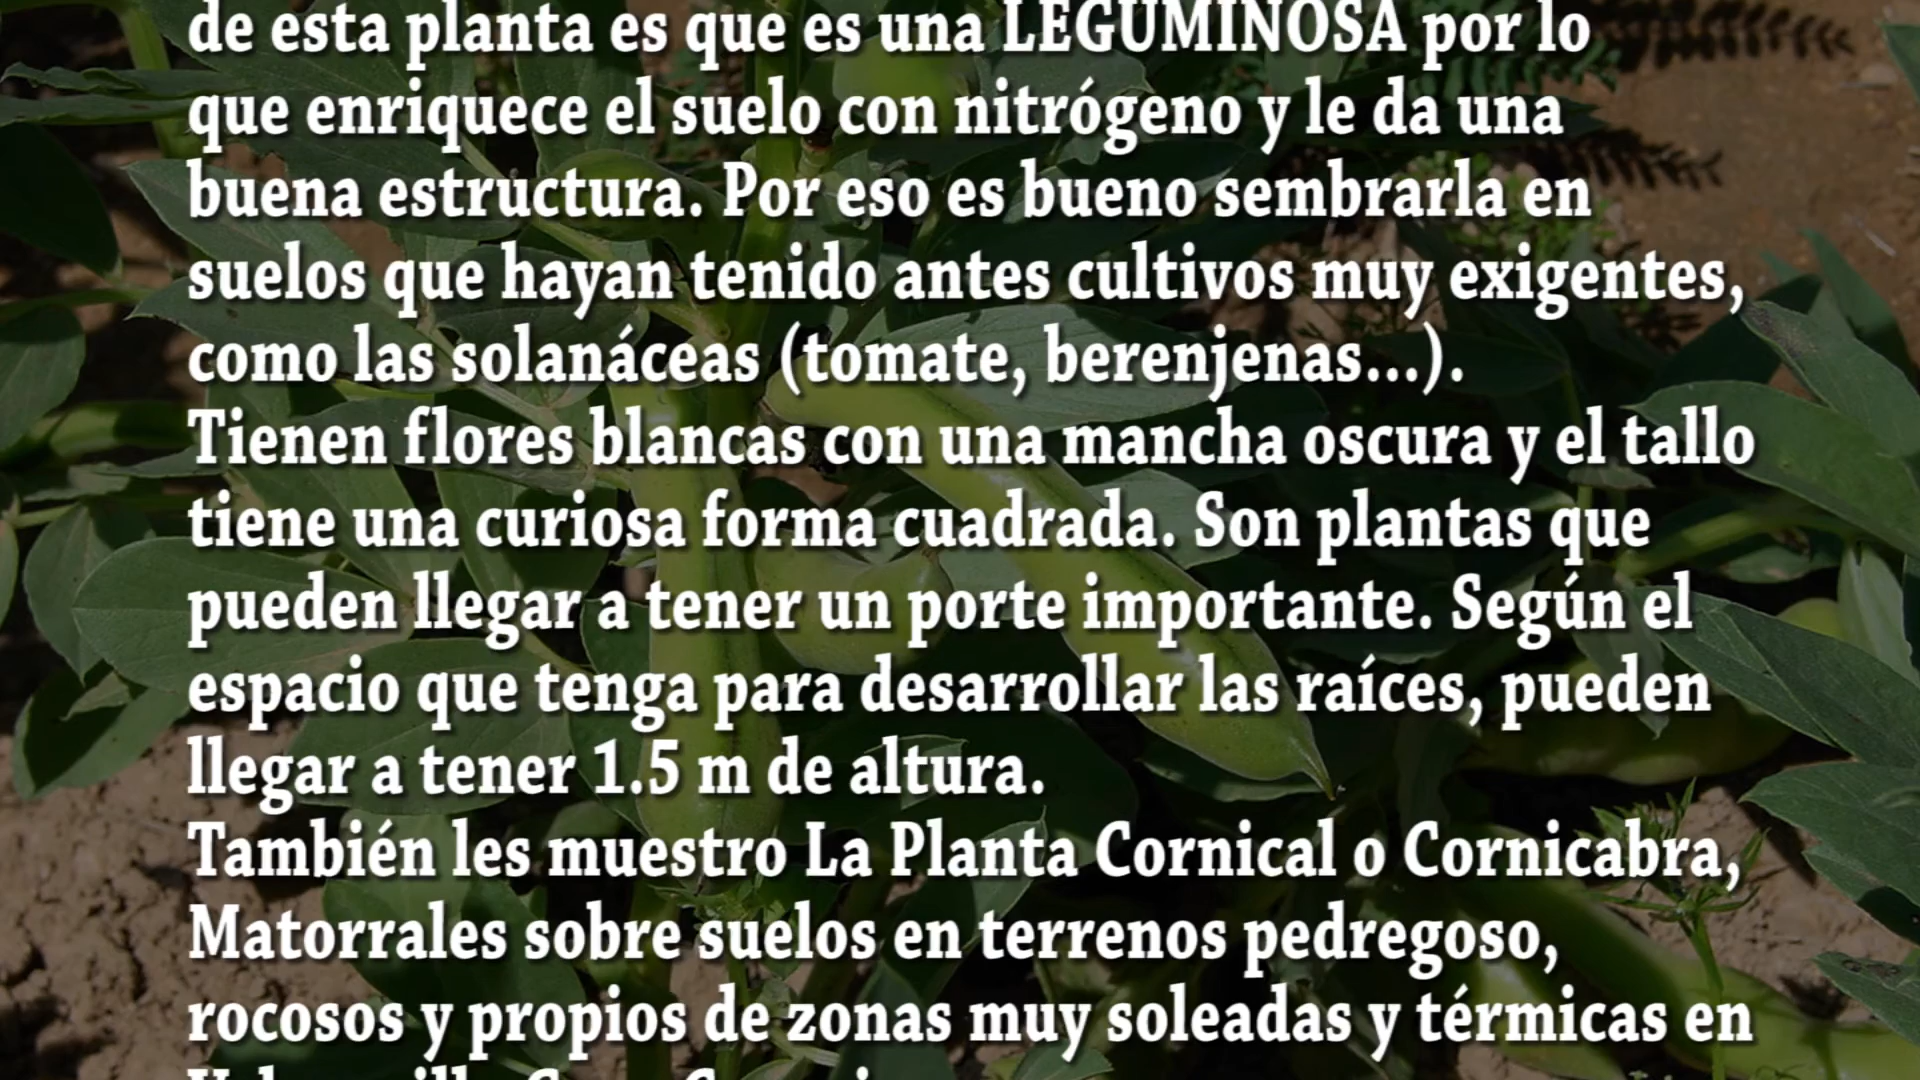 de esta planta es que es una LEGUMINOSA por lo
que enriquece el suelo con nitrógeno y le da una
buena estructura. Por eso es bueno sembrarla en
suelos que hayan tenido antes cultivos muy exigentes,
como las solanáceas (tomate, berenjenas...).
Tienen flores blancas con una mancha oscura y el tallo
tiene una curiosa forma cuadrada. Son plantas que
pueden llegar a tener un porte importante. Según el
espacio que tenga para desarrollar las raíces, pueden
llegar a tener 1.5 m de altura.
También les muestro La Planta Cornical o Cornicabra,
Matorrales sobre suelos en terrenos pedregoso,
rocosos y propios de zonas muy soleadas y térmicas en